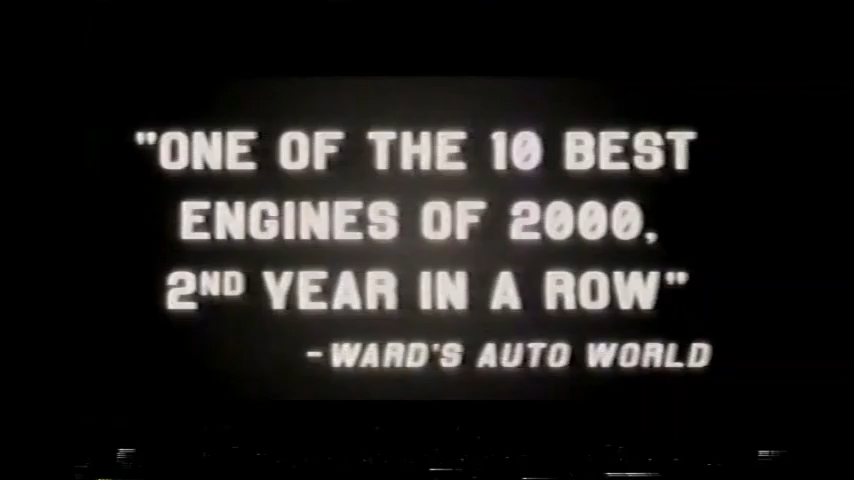 "ONE OF THE 10 BEST
ENGINES OF 2000,
2ND YEAR IN A ROW"
-WARD'S AUTO WORLD